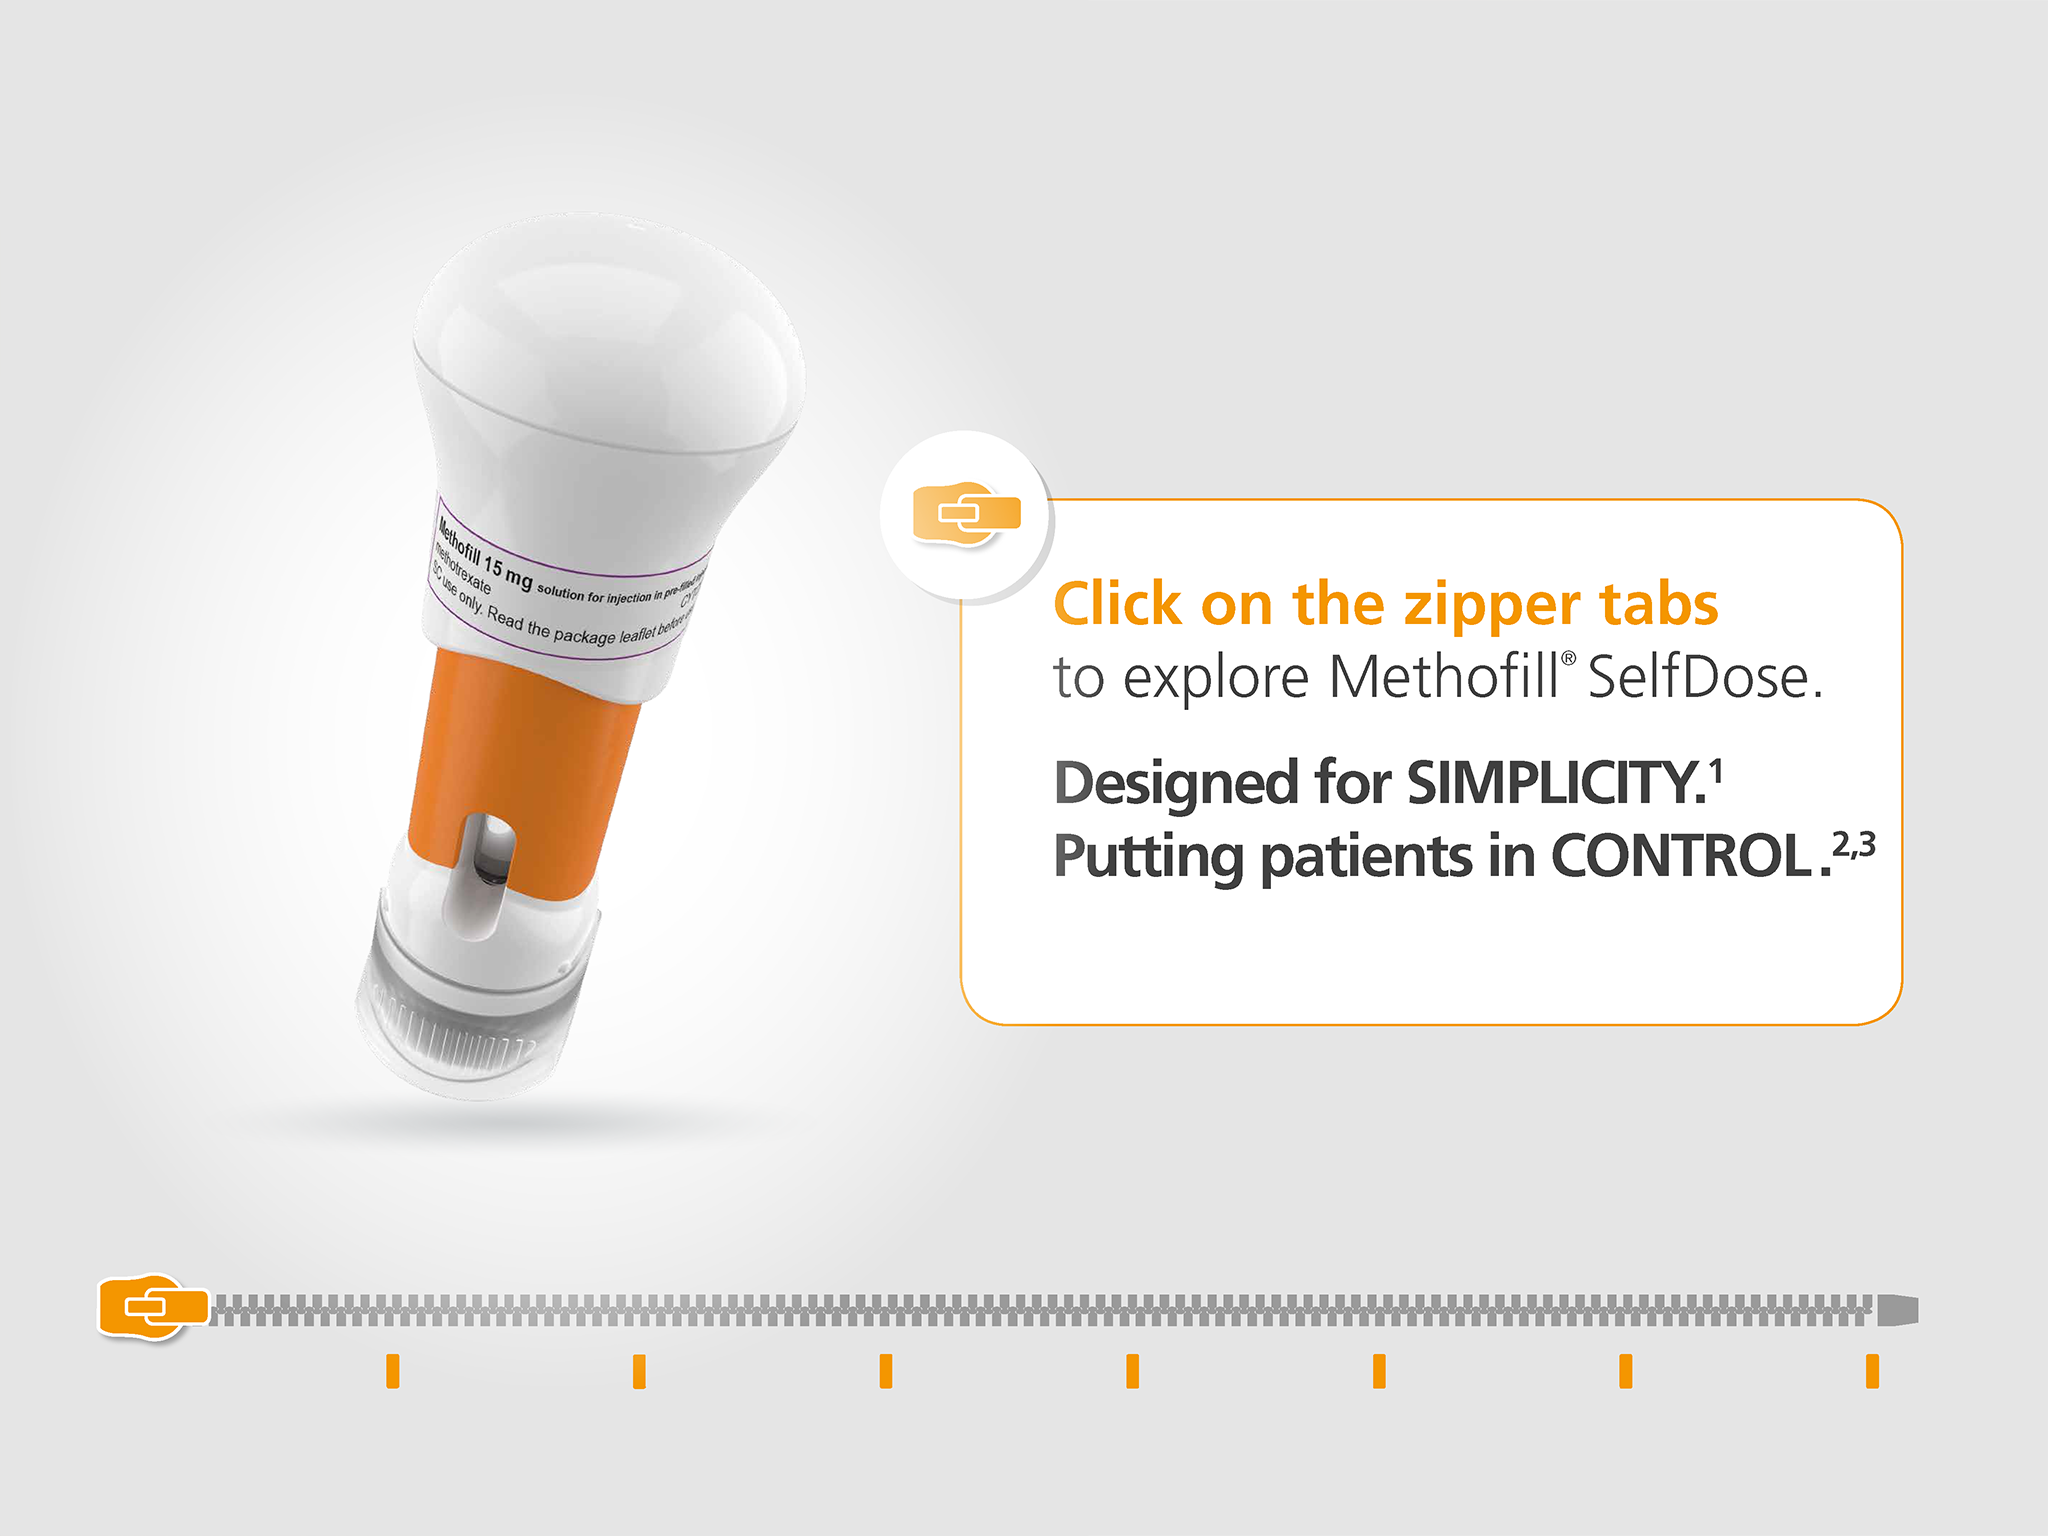 Methofill 15 mg solution for injection in pre-filled
methotrexate
SC use only. Read the package leaflet before
Click on the zipper tabs
to explore Methofill® SelfDose.
Designed for SIMPLICITY.1
Putting patients in CONTROL.2,3